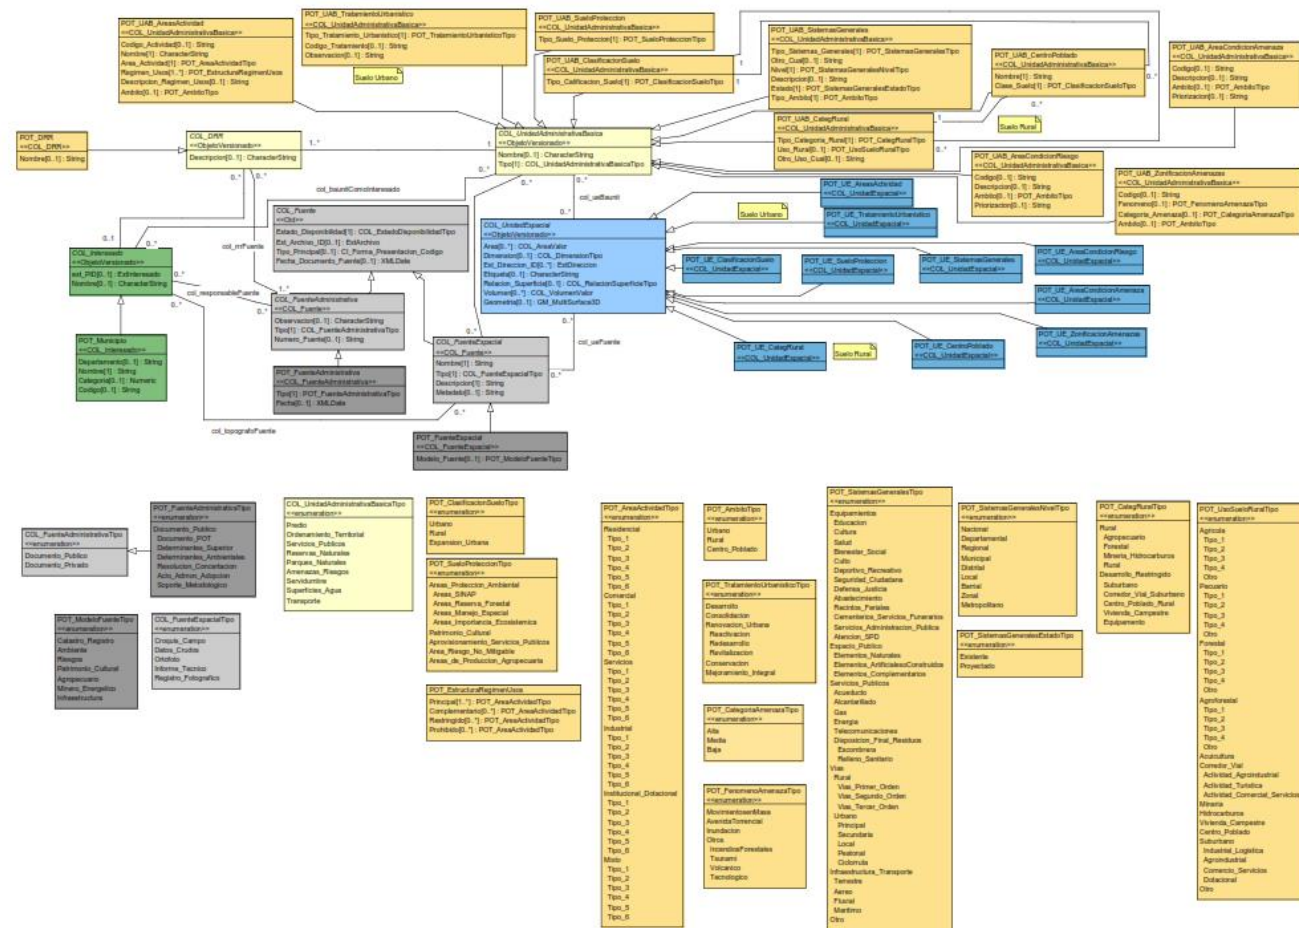 POT_UAB_AreasActividad
<<COL_UnidadAdministrativaBasica>>
Codigo_Actividad[0..1] : String
Nombre[1] : CharacterString
Area_Actividad[1] : POT_AreaActividadTipo
Regimen_Usos[1..*] : POT_EstructuraRegimenUsos
Descripcion_Regimen_Usos[0..1] : String
Ambito[1] : POT_AmbitoTipo
POT_UAB_TratamientoUrbanistico
<<COL_UnidadAdministrativaBasica>>
Tipo_Tratamiento_Urbanistico[1] : POT_TratamientoUrbanisticoTipo
Codigo_Tratamiento[0..1] : String
Observacion[0..1] : String
Suelo Urbano
POT_UAB_SueloProteccion
<<COL_UnidadAdministrativaBasica>>
Tipo_Suelo_Proteccion[1] : POT_SueloProteccionTipo
POT_UAB_ClasificacionSuelo
<<COL_UnidadAdministrativaBasica>>
Tipo_Calificacion_Suelo[1] : POT_ClasificacionSueloTipo
POT_UAB_SistemasGenerales
<<COL_UnidadAdministrativaBasica>>
Tipo_Sistemas_Generales[1] : POT_SistemasGeneralesTipo
Otro_Cual[0..1] : String
Nivel[1] : POT_SistemasGeneralesNivelTipo
Descripcion[0..1] : String
Estado[1] : POT_SistemasGeneralesEstadoTipo
Tipo_Ambito[1] : POT_AmbitoTipo
POT_UAB_CentroPoblado
<<COL_UnidadAdministrativaBasica>>
Nombre[1] : String
Clase_Suelo[1] : POT_ClasificacionSueloTipo
POT_UAB_AreaCondicionAmenaza
<<COL_UnidadAdministrativaBasica>>
Codigo[0..1] : String
Descripcion[0..1] : String
Ambito[0..1] : POT_AmbitoTipo
Priorizacion[0..1] : String
POT_UAB_CategRural
<<COL_UnidadAdministrativaBasica>>
Tipo_Categoria_Rural[1] : POT_CategRuralTipo
Uso_Rural[0..1] : POT_UsoSueloRuralTipo
Otro_Uso_Cual[0..1] : String
Suelo Rural
POT_UAB_AreaCondicionRiesgo
<<COL_UnidadAdministrativaBasica>>
Codigo[0..1] : String
Descripcion[0..1] : String
Ambito[0..1] : POT_AmbitoTipo
Priorizacion[0..1] : String
POT_UAB_ZonificacionAmenazas
<<COL_UnidadAdministrativaBasica>>
Codigo[0..1] : String
Fenomeno[0..1] : POT_FenomenoAmenazaTipo
Categoria_Amenaza[0..1] : POT_CategoriaAmenazaTipo
Ambito[0..1] : POT_AmbitoTipo
POT_DRR
<<COL_DRR>>
Nombre[0..1] : String
COL_DRR
<<ObjetoVersionado>>
Descripcion[0..1] : CharacterString
COL_UnidadAdministrativaBasica
<<ObjetoVersionado>>
Nombre[0..1] : CharacterString
Tipo[1] : COL_UnidadAdministrativaBasicaTipo
col_baunitComoInteresado
col_ueBaunit
COL_Fuente
<<Oid>>
Estado_Disponibilidad[1] : COL_EstadoDisponibilidadTipo
Ext_Archivo_ID[0..1] : ExtArchivo
Tipo_Principal[0..1] : CI_Forma_Presentacion_Codigo
Fecha_Documento_Fuente[0..1] : XMLDate
COL_UnidadEspacial
<<ObjetoVersionado>>
Area[0..*] : COL_AreaValor
Dimension[0..1] : COL_DimensionTipo
Ext_Direccion_ID[0..*] : ExtDireccion
Etiqueta[0..1] : CharacterString
Relacion_Superficie[0..1] : COL_RelacionSuperficieTipo
Volumen[0..*] : COL_VolumenValor
Geometria[0..1] : GM_MultiSurface3D
POT_UE_AreasActividad
<<COL_UnidadEspacial>>
Suelo Urbano
POT_UE_TratamientoUrbanistico
<<COL_UnidadEspacial>>
POT_UE_ClasificacionSuelo
<<COL_UnidadEspacial>>
POT_UE_SueloProteccion
<<COL_UnidadEspacial>>
POT_UE_SistemasGenerales
<<COL_UnidadEspacial>>
POT_UE_AreaCondicionRiesgo
<<COL_UnidadEspacial>>
POT_UE_AreaCondicionAmenaza
<<COL_UnidadEspacial>>
POT_UE_ZonificacionAmenazas
<<COL_UnidadEspacial>>
POT_UE_CategRural
<<COL_UnidadEspacial>>
Suelo Rural
POT_UE_CentroPoblado
<<COL_UnidadEspacial>>
COL_Interesado
<<ObjetoVersionado>>
ext_PID[0..1] : ExtInteresado
Nombre[0..1] : CharacterString
col_rrrFuente
col_responsableFuente
COL_FuenteAdministrativa
<<COL_Fuente>>
Observacion[0..1] : CharacterString
Tipo[1] : COL_FuenteAdministrativaTipo
Numero_Fuente[0..1] : String
COL_FuenteEspacial
<<COL_Fuente>>
Nombre[1] : String
Tipo[1] : COL_FuenteEspacialTipo
Descripcion[1] : String
Metadato[0..1] : String
col_ueFuente
POT_Municipio
<<COL_Interesado>>
Departamento[0..1] : String
Nombre[1] : String
Categoria[0..1] : Numeric
Codigo[0..1] : String
POT_FuenteAdministrativa
<<COL_FuenteAdministrativa>>
Tipo[1] : POT_FuenteAdministrativaTipo
Fecha[0..1] : XMLDate
col_topografoFuente
POT_FuenteEspacial
<<COL_FuenteEspacial>>
Modelo_Fuente[0..1] : POT_ModeloFuenteTipo
COL_FuenteAdministrativaTipo
<<enumeration>>
Documento_Publico
Documento_Privado
POT_FuenteAdministrativaTipo
<<enumeration>>
Documento_Publico
Documento_POT
Determinantes_Superior
Determinantes_Ambientales
Resolucion_Concertacion
Acto_Admon_Adopcion
Soporte_Metodologico
POT_ModeloFuenteTipo
<<enumeration>>
Catastro_Registro
Ambiente
Riesgos
Patrimonio_Cultural
Agropecuario
Minero_Energetico
Infraestructura
COL_FuenteEspacialTipo
<<enumeration>>
Croquis_Campo
Datos_Crudos
Ortofoto
Informe_Tecnico
Registro_Fotografico
COL_UnidadAdministrativaBasicaTipo
<<enumeration>>
Predio
Ordenamiento_Territorial
Servicios_Publicos
Reservas_Naturales
Parques_Naturales
Amenazas_Riesgos
Servidumbre
Superficies_Agua
Transporte
POT_ClasificacionSueloTipo
<<enumeration>>
Urbano
Rural
Expansion_Urbana
POT_SueloProteccionTipo
<<enumeration>>
Areas_Proteccion_Ambiental
Areas_SINAP
Areas_Reserva_Forestal
Areas_Manejo_Especial
Areas_Importancia_Ecosistemica
Patrimonio_Cultural
Aprovisionamiento_Servicios_Publicos
Area_Riesgo_No_Mitigable
Areas_de_Produccion_Agropecuaria
POT_EstructuraRegimenUsos
Principal[1..*] : POT_AreaActividadTipo
Complementario[0..*] : POT_AreaActividadTipo
Restringido[0..*] : POT_AreaActividadTipo
Prohibido[0..*] : POT_AreaActividadTipo
POT_AreaActividadTipo
<<enumeration>>
Residencial
Tipo_1
Tipo_2
Tipo_3
Tipo_4
Tipo_5
Tipo_6
Comercial
Tipo_1
Tipo_2
Tipo_3
Tipo_4
Tipo_5
Tipo_6
Servicios
Tipo_1
Tipo_2
Tipo_3
Tipo_4
Tipo_5
Tipo_6
Industrial
Tipo_1
Tipo_2
Tipo_3
Tipo_4
Tipo_5
Tipo_6
Institucional_Dotacional
Tipo_1
Tipo_2
Tipo_3
Tipo_4
Tipo_5
Tipo_6
Mixto
Tipo_1
Tipo_2
Tipo_3
Tipo_4
Tipo_5
Tipo_6
POT_AmbitoTipo
<<enumeration>>
Urbano
Rural
Centro_Poblado
POT_TratamientoUrbanisticoTipo
<<enumeration>>
Desarrollo
Consolidacion
Renovacion_Urbana
Reactivacion
Redesarrollo
Revitalizacion
Conservacion
Mejoramiento_Integral
POT_CategoriaAmenazaTipo
<<enumeration>>
Alta
Media
Baja
POT_FenomenoAmenazaTipo
<<enumeration>>
MovimientosenMasa
AvenidaTorrencial
Inundacion
Otros
IncendiosForestales
Tsunami
Volcanico
Tecnologico
POT_SistemasGeneralesTipo
<<enumeration>>
Equipamientos
Educacion
Cultura
Salud
Bienestar_Social
Culto
Deportivo_Recreativo
Seguridad_Ciudadana
Defensa_Justicia
Abastecimiento
Recintos_Feriales
Cementerios_Servicios_Funerarios
Servicios_Administracion_Publica
Atencion_SPD
Espacio_Publico
Elementos_Naturales
Elementos_ArtificialesoConstruidos
Elementos_Complementarios
Servicios_Publicos
Acueducto
Alcantarillado
Gas
Energia
Telecomunicaciones
Disposicion_Final_Residuos
Escombrera
Relleno_Sanitario
Vias
Rural
Vias_Primer_Orden
Vias_Segundo_Orden
Vias_Tercer_Orden
Urbano
Principal
Secundaria
Local
Peatonal
Ciclorruta
Infraestructura_Transporte
Terrestre
Aereo
Fluvial
Maritimo
Otro
POT_SistemasGeneralesNivelTipo
<<enumeration>>
Nacional
Departamental
Regional
Municipal
Distrital
Local
Barrial
Zonal
Metropolitano
POT_SistemasGeneralesEstadoTipo
<<enumeration>>
Existente
Proyectado
POT_CategRuralTipo
<<enumeration>>
Rural
Agropecuario
Forestal
Mineria_Hidrocarburos
Rural
Desarrollo_Restringido
Suburbano
Corredor_Vial_Suburbano
Centro_Poblado_Rural
Vivienda_Campestre
Equipamento
POT_UsoSueloRuralTipo
<<enumeration>>
Agricola
Tipo_1
Tipo_2
Tipo_3
Tipo_4
Otro
Pecuario
Tipo_1
Tipo_2
Tipo_3
Tipo_4
Otro
Forestal
Tipo_1
Tipo_2
Tipo_3
Tipo_4
Otro
Agroforestal
Tipo_1
Tipo_2
Tipo_3
Tipo_4
Otro
Acuicultura
Corredor_Vial
Actividad_Agroindustrial
Actividad_Turistica
Actividad_Comercial_Servicios
Mineria
Hidrocarburos
Vivienda_Campestre
Centro_Poblado
Suburbano
Industrial_Logistica
Agroindustrial
Comercio_Servicios
Dotacional
Otro